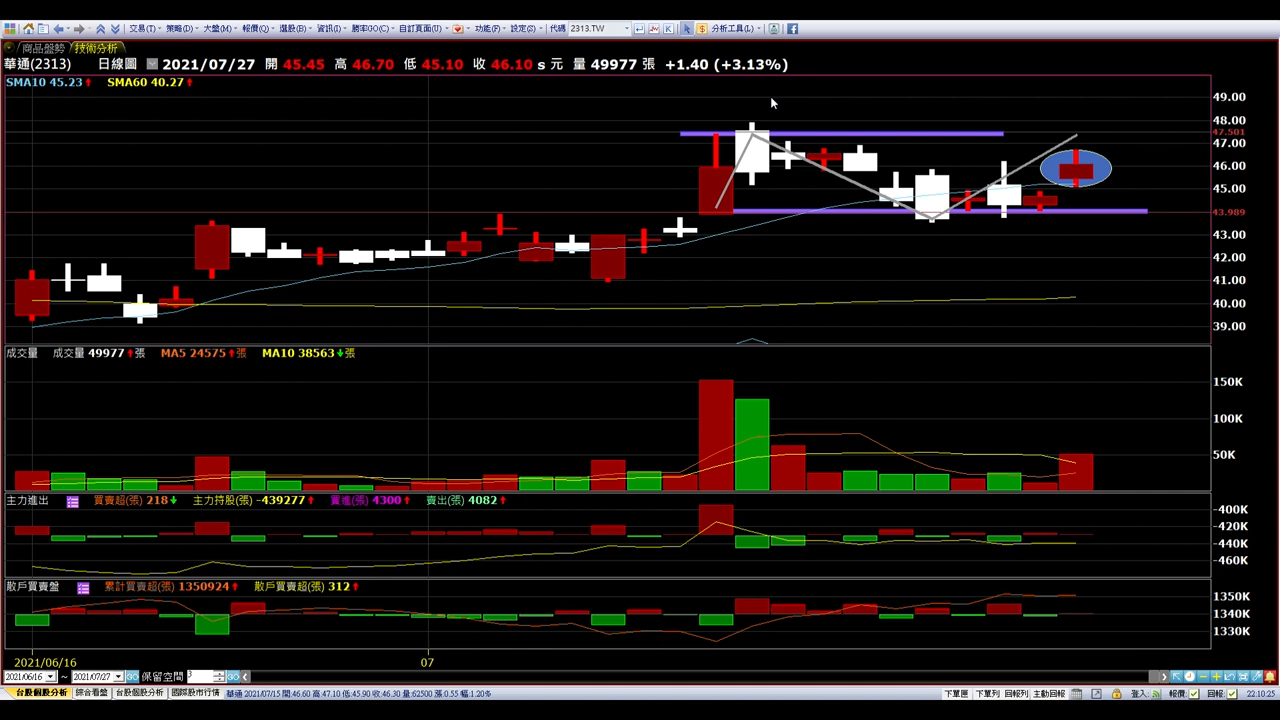 交易(T) 策略(D) 大盤(M) 報價(Q) 選股(B) 資訊(I) 勝率GO(C) 自訂頁面(U) 功能(F) 設定(S) 代碼 2313.TW 分析工具(L)
商品盤勢 技術分析
華通(2313) 日線圖 2021/07/27 開 45.45 高 46.70 低 45.10 收 46.10 s 元 量 49977 張 +1.40 (+3.13%)
SMA10 45.23 SMA60 40.27
49.00
48.00
47.501
47.00
46.00
45.00
43.989
43.00
42.00
41.00
40.00
39.00
成交量 成交量 49977 張 MA5 24575 張 MA10 38563 張
150K
100K
50K
主力進出 買賣超(張) 218 主力持股(張) -439277 買進(張) 4300 賣出(張) 4082
-400K
-420K
-440K
-460K
散戶買賣盤 累計買賣超(張) 1350924 散戶買賣超(張) 312
1350K
1340K
1330K
2021/06/16 07
2021/06/16 ~ 2021/07/27 GO 保留空間 3 GO
台股個股分析 綜合看盤 台股個股分析 國際股市行情 華通 2021/07/15 開:46.60 高:47.10 低:45.90 收:46.30 量:62500 漲:0.55 幅:1.20% 下單匣 下單列 回報列 主動回報 登入: 報價: 回報: 22:10:25